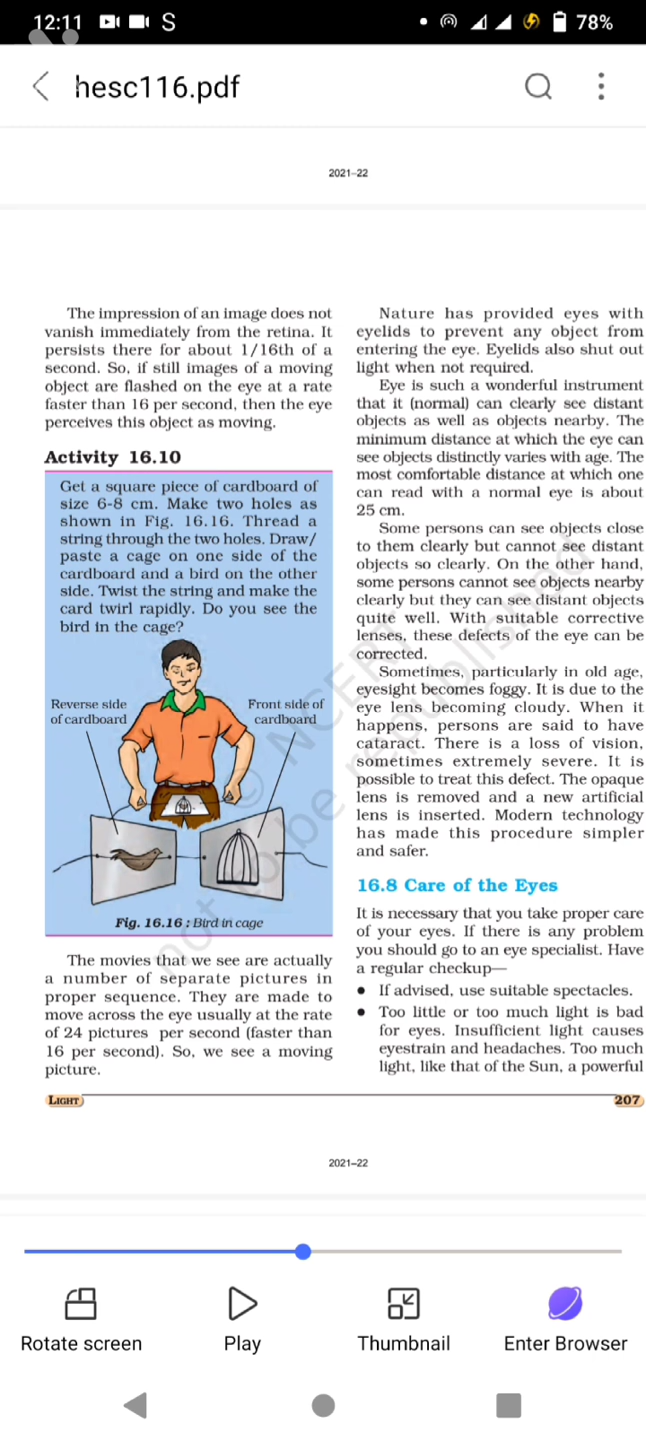 12:11 S 78%
hesc116.pdf
2021–22
The impression of an image does not
vanish immediately from the retina. It
persists there for about 1/16th of a
second. So, if still images of a moving
object are flashed on the eye at a rate
faster than 16 per second, then the eye
perceives this object as moving.
Activity 16.10
Get a square piece of cardboard of
size 6-8 cm. Make two holes as
shown in Fig. 16.16. Thread a
string through the two holes. Draw/
paste a cage on one side of the
cardboard and a bird on the other
side. Twist the string and make the
card twirl rapidly. Do you see the
bird in the cage?
Reverse side
of cardboard
Front side of
cardboard
Fig. 16.16 : Bird in cage
The movies that we see are actually
a number of separate pictures in
proper sequence. They are made to
move across the eye usually at the rate
of 24 pictures per second (faster than
16 per second). So, we see a moving
picture.
Nature has provided eyes with
eyelids to prevent any object from
entering the eye. Eyelids also shut out
light when not required.
Eye is such a wonderful instrument
that it (normal) can clearly see distant
objects as well as objects nearby. The
minimum distance at which the eye can
see objects distinctly varies with age. The
most comfortable distance at which one
can read with a normal eye is about
25 cm.
Some persons can see objects close
to them clearly but cannot see distant
objects so clearly. On the other hand,
some persons cannot see objects nearby
clearly but they can see distant objects
quite well. With suitable corrective
lenses, these defects of the eye can be
corrected.
Sometimes, particularly in old age,
eyesight becomes foggy. It is due to the
eye lens becoming cloudy. When it
happens, persons are said to have
cataract. There is a loss of vision,
sometimes extremely severe. It is
possible to treat this defect. The opaque
lens is removed and a new artificial
lens is inserted. Modern technology
has made this procedure simpler
and safer.
16.8 Care of the Eyes
It is necessary that you take proper care
of your eyes. If there is any problem
you should go to an eye specialist. Have
a regular checkup—
• If advised, use suitable spectacles.
• Too little or too much light is bad
for eyes. Insufficient light causes
eyestrain and headaches. Too much
light, like that of the Sun, a powerful
© NCERT
not to be republished
LIGHT
207
2021–22
Rotate screen
Play
Thumbnail
Enter Browser